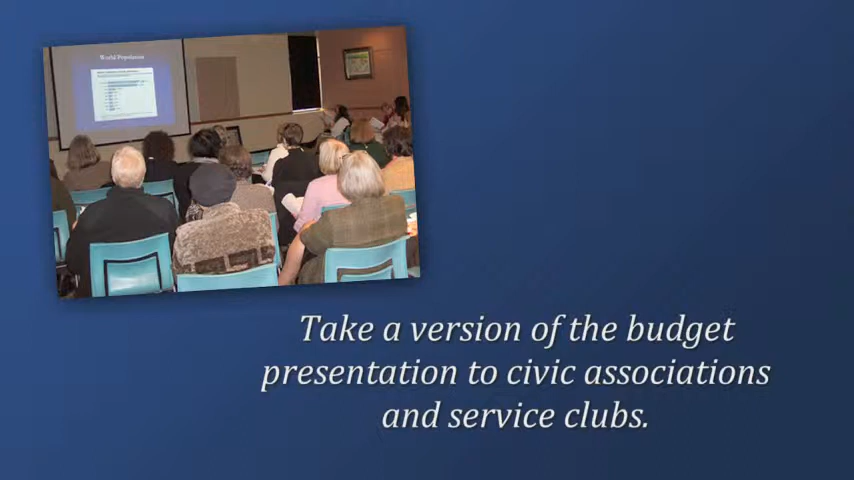 World Population
Take a version of the budget
presentation to civic associations
and service clubs.